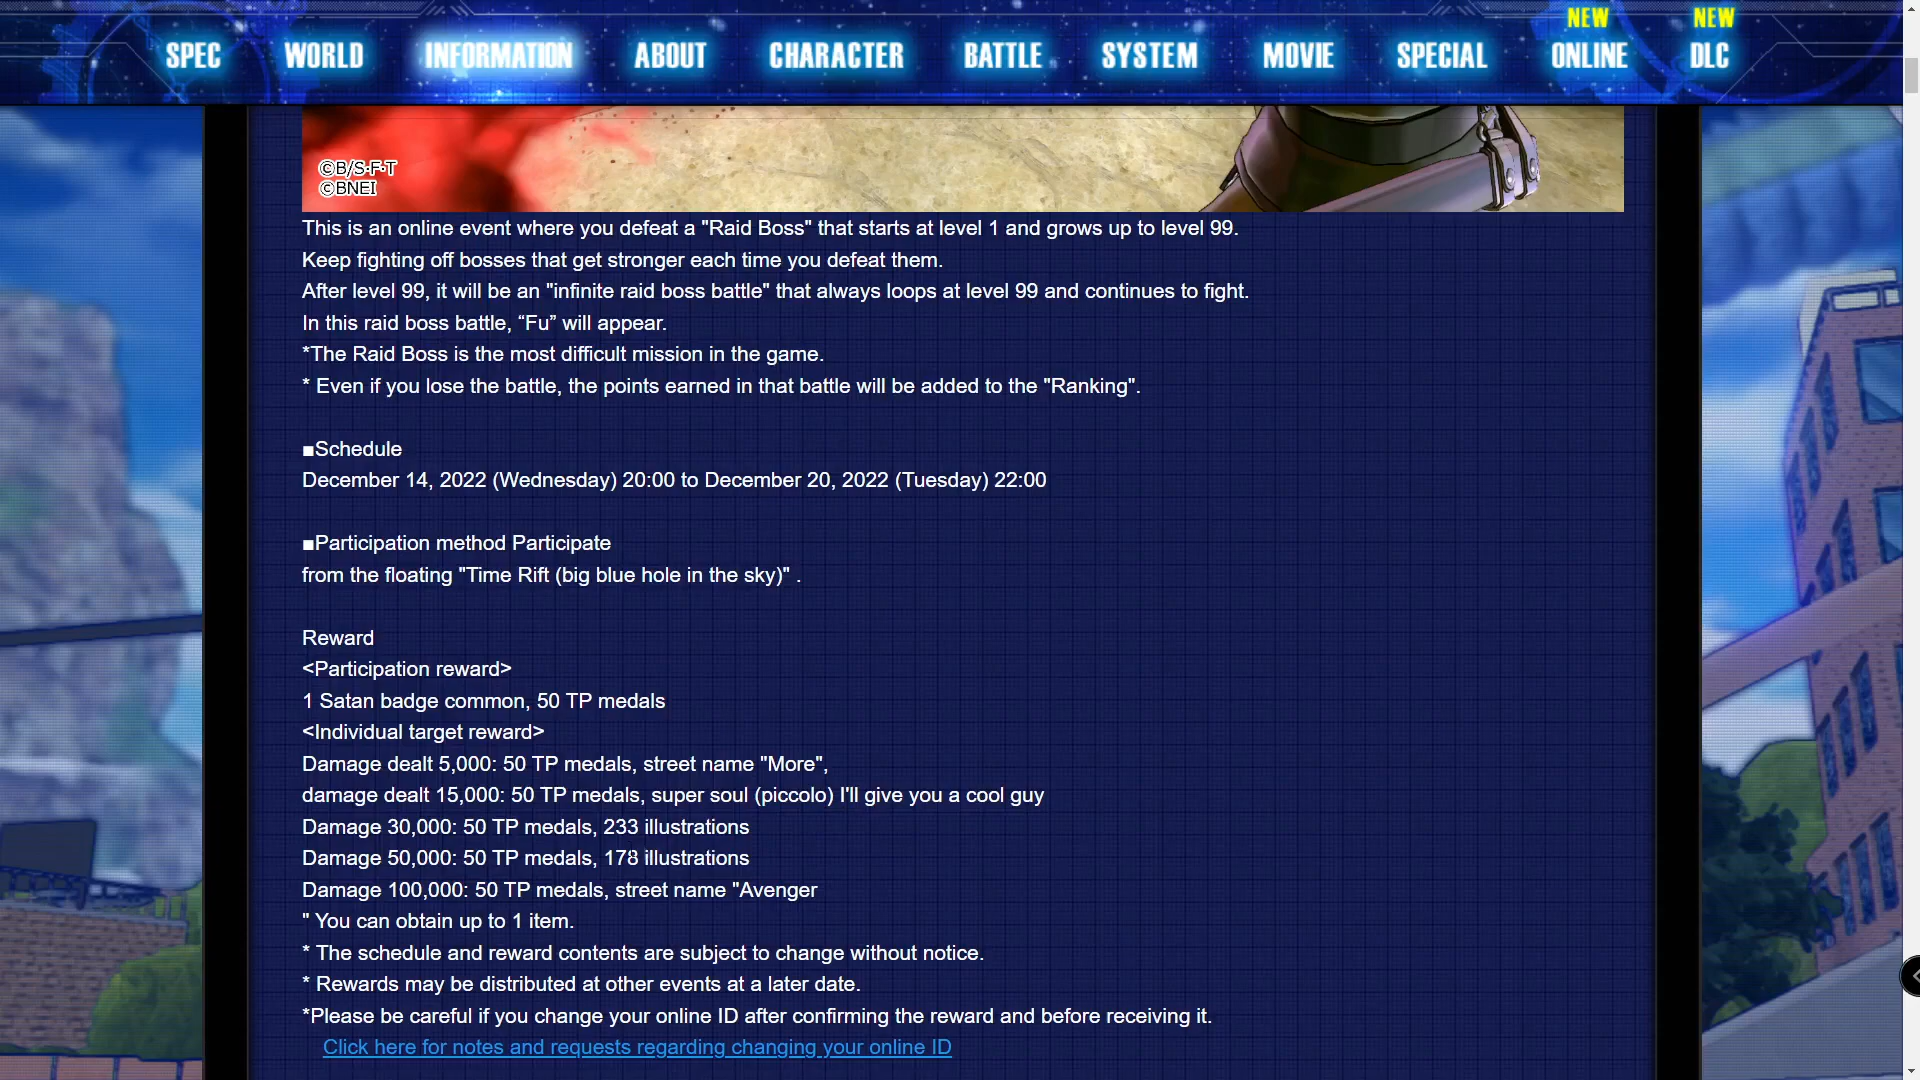 NEW NEW
SPEC WORLD INFORMATION ABOUT CHARACTER BATTLE SYSTEM MOVIE SPECIAL ONLINE DLC
©B/S·F·T
©BNEI
This is an online event where you defeat a "Raid Boss" that starts at level 1 and grows up to level 99.
Keep fighting off bosses that get stronger each time you defeat them.
After level 99, it will be an "infinite raid boss battle" that always loops at level 99 and continues to fight.
In this raid boss battle, “Fu” will appear.
*The Raid Boss is the most difficult mission in the game.
* Even if you lose the battle, the points earned in that battle will be added to the "Ranking".
■Schedule
December 14, 2022 (Wednesday) 20:00 to December 20, 2022 (Tuesday) 22:00
■Participation method Participate
from the floating "Time Rift (big blue hole in the sky)" .
Reward
<Participation reward>
1 Satan badge common, 50 TP medals
<Individual target reward>
Damage dealt 5,000: 50 TP medals, street name "More",
damage dealt 15,000: 50 TP medals, super soul (piccolo) I'll give you a cool guy
Damage 30,000: 50 TP medals, 233 illustrations
Damage 50,000: 50 TP medals, 178 illustrations
Damage 100,000: 50 TP medals, street name "Avenger
" You can obtain up to 1 item.
* The schedule and reward contents are subject to change without notice.
* Rewards may be distributed at other events at a later date.
*Please be careful if you change your online ID after confirming the reward and before receiving it.
Click here for notes and requests regarding changing your online ID